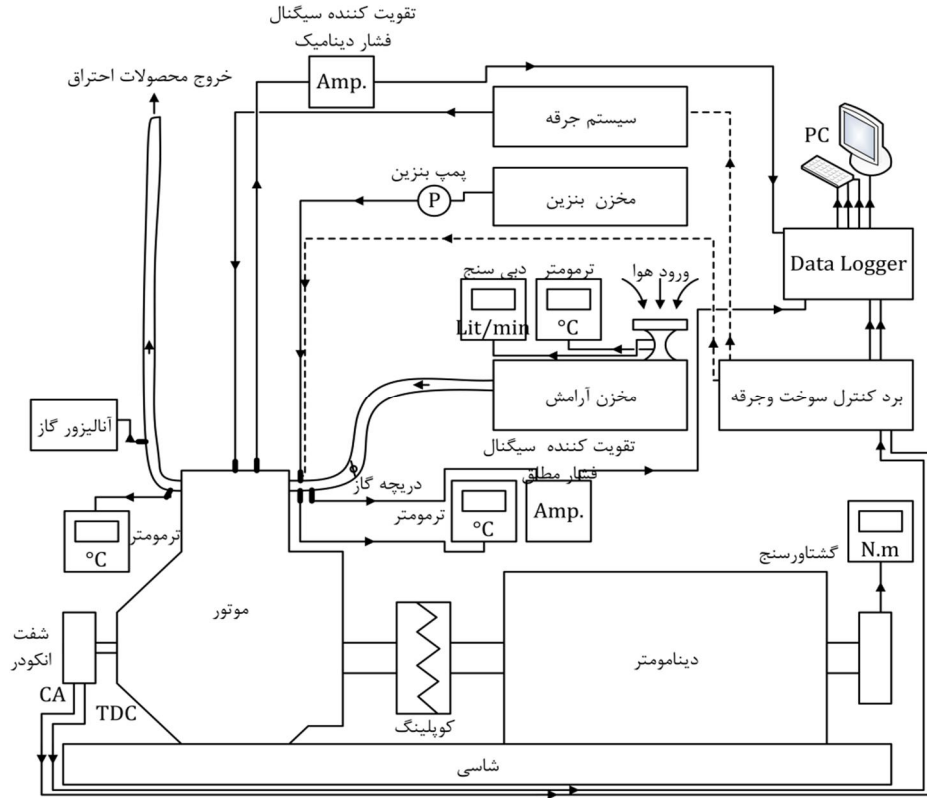 تقویت کننده سیگنال
فشار دینامیک
Amp.
خروج محصولات احتراق
سیستم جرقه
PC
پمپ بنزین
P
مخزن بنزین
Data Logger
ورود هوا
ترمومتر
دبی سنج
°C
Lit/min
مخزن آرامش
برد کنترل سوخت وجرقه
آنالیزور گاز
تقویت کننده سیگنال
فشار مطلق
Amp.
دریچه گاز
ترمومتر
°C
ترمومتر
°C
N.m
گشتاورسنج
موتور
شفت
انکودر
CA
TDC
کوپلینگ
دینامومتر
شاسی